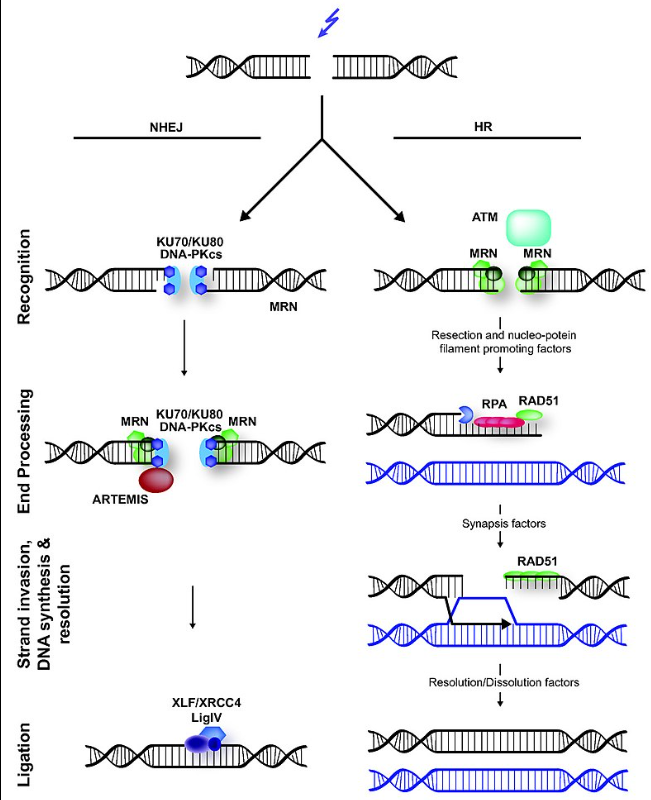 NHEJ
HR
Recognition
KU70/KU80
DNA-PKcs
MRN
ATM
MRN
MRN
Resection and nucleo-potein
filament promoting factors
End Processing
MRN
KU70/KU80
DNA-PKcs
MRN
ARTEMIS
RPA
RAD51
Synapsis factors
Strand invasion,
DNA synthesis &
resolution
RAD51
Resolution/Dissolution factors
Ligation
XLF/XRCC4
LigIV